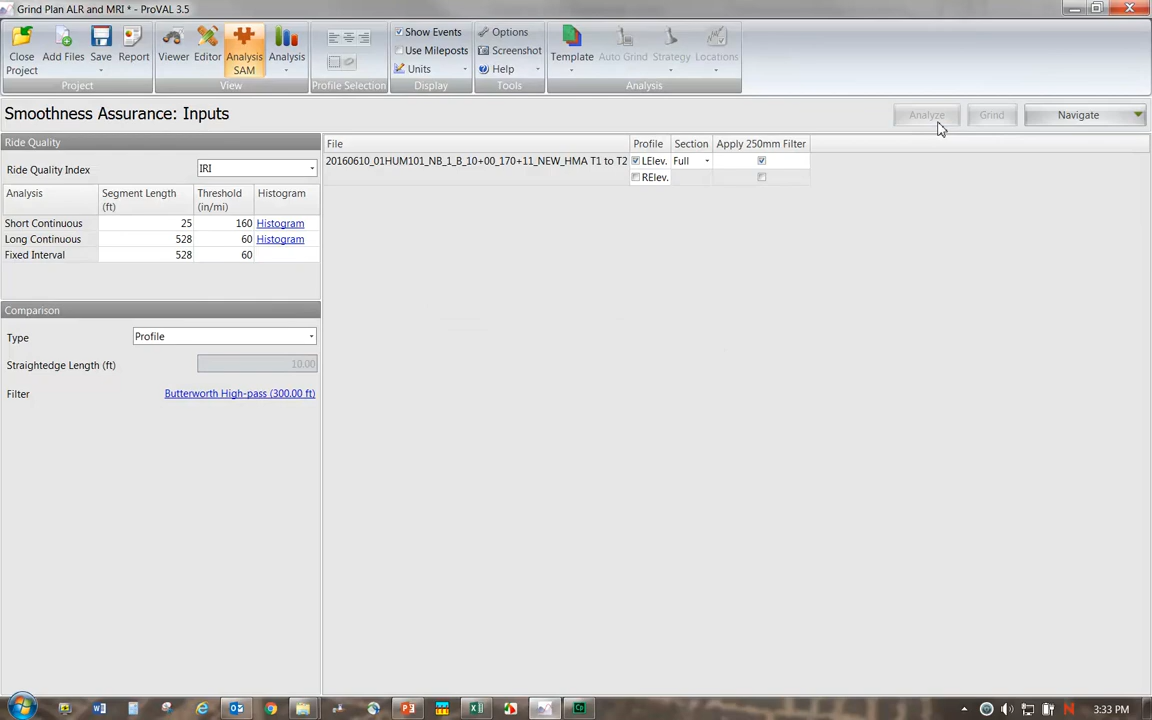 Grind Plan ALR and MRI * - ProVAL 3.5
Close Project
Add Files
Save
Report
Viewer
Editor
Analysis SAM
Analysis
Show Events
Use Mileposts
Units
Options
Screenshot
Help
Template
Auto Grind
Strategy
Locations
Project
View
Profile Selection
Display
Tools
Analysis
Smoothness Assurance: Inputs
Analyze
Grind
Navigate
Ride Quality
Ride Quality Index IRI
Analysis Segment Length (ft) Threshold (in/mi) Histogram
Short Continuous 25 160 Histogram
Long Continuous 528 60 Histogram
Fixed Interval 528 60
Comparison
Type Profile
Straightedge Length (ft) 10.00
Filter Butterworth High-pass (300.00 ft)
File Profile Section Apply 250mm Filter
20160610_01HUM101_NB_1_B_10+00_170+11_NEW_HMA T1 to T2 LElev. Full
RElev.
3:33 PM